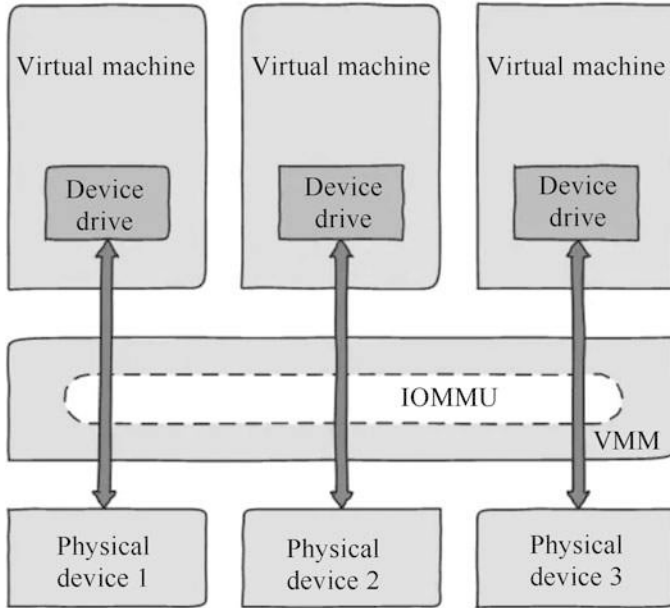 Virtual machine
Virtual machine
Virtual machine
Device
drive
Device
drive
Device
drive
IOMMU
VMM
Physical
device 1
Physical
device 2
Physical
device 3